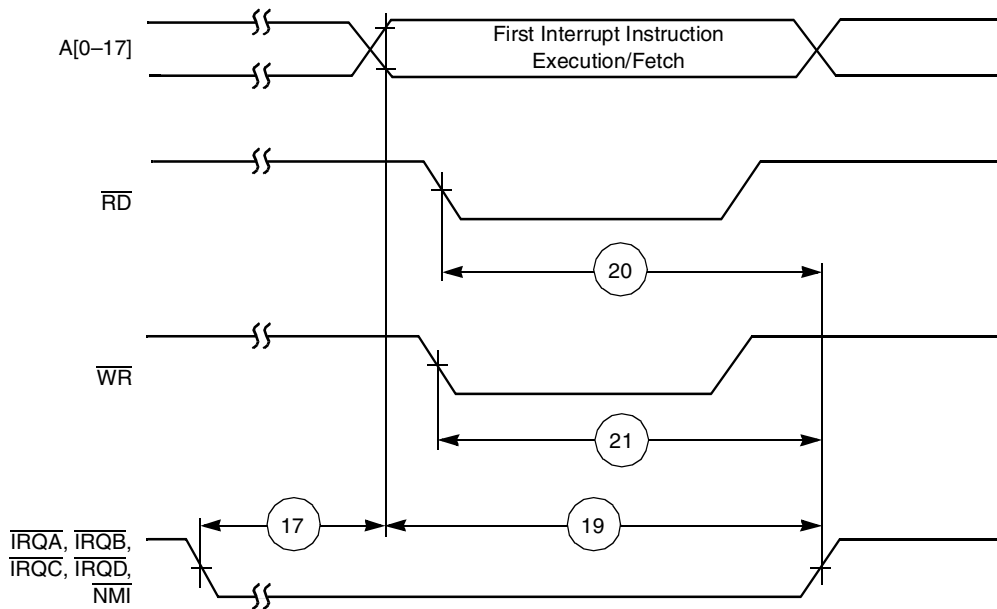 A[0–17]
First Interrupt Instruction
Execution/Fetch
RD
20
WR
21
17
19
IRQA, IRQB,
IRQC, IRQD,
NMI